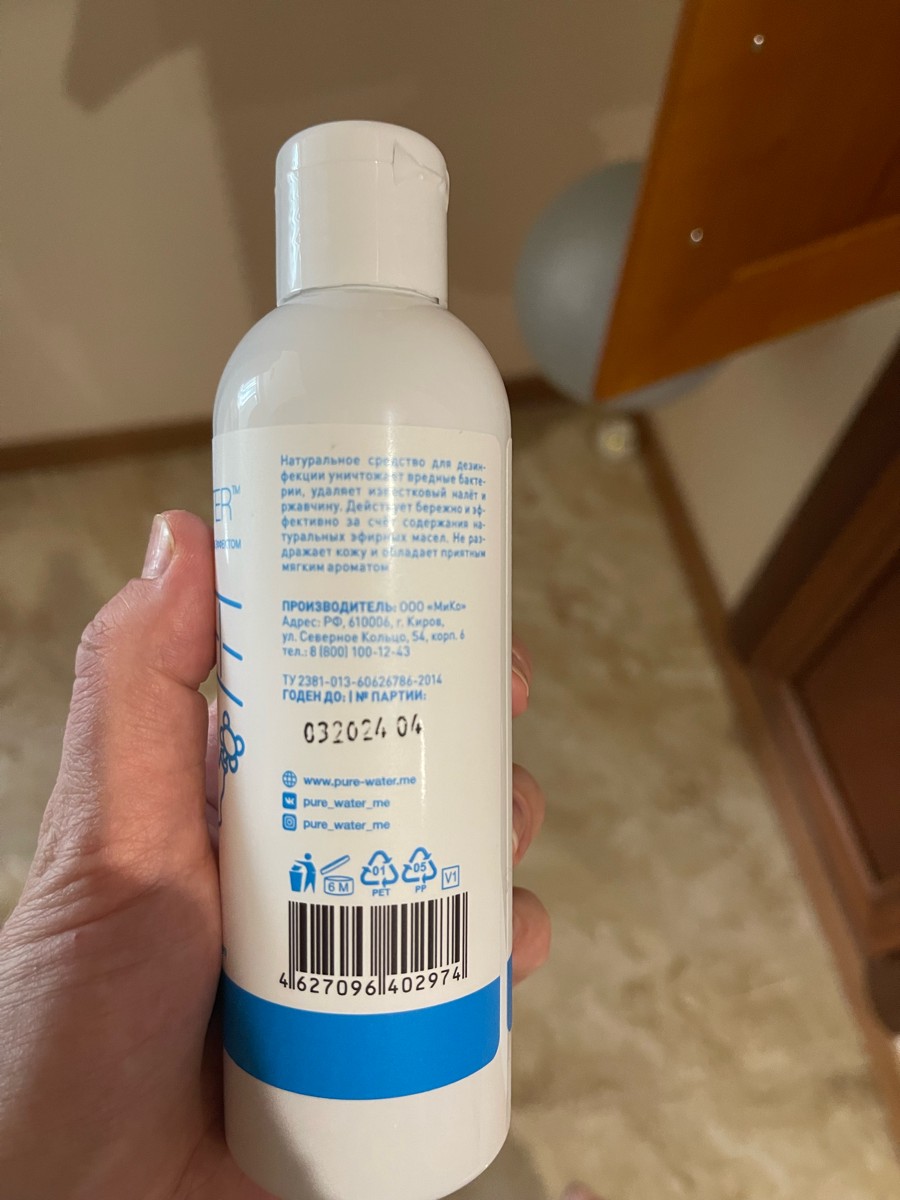 Натуральное средство для дезин-
фекции уничтожает вредные бакте-
рии, удаляет известковый налёт и
ржавчину. Действует бережно и эф-
фективно за счёт содержания на-
туральных эфирных масел. Не раз-
дражает кожу и обладает приятным
мягким ароматом
ПРОИЗВОДИТЕЛЬ: ООО «МиКо»
Адрес: РФ, 610006, г. Киров,
ул. Северное Кольцо, 54, корп. 6
тел.: 8 (800) 100-12-43
ТУ 2381-013-60626786-2014
ГОДЕН ДО: | № ПАРТИИ:
032024 04
www.pure-water.me
pure_water_me
pure_water_me
6 M
01
PET
05
PP
V1
4 627096 402974